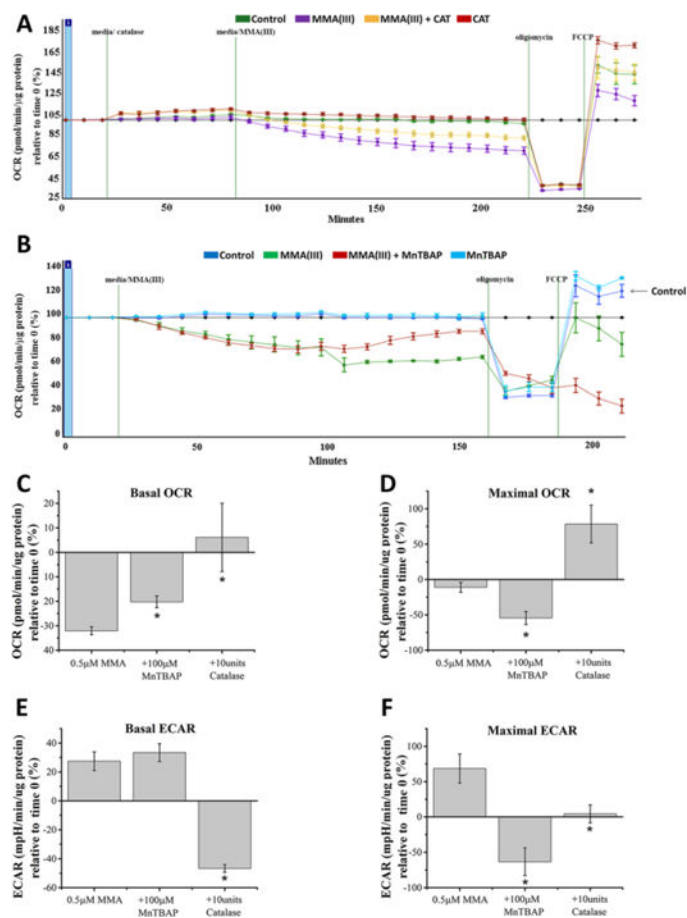 A
Control MMA(III) MMA(III) + CAT CAT
media/ catalase media/MMA(III) oligomycin FCCP
OCR (pmol/min/µg protein)
relative to time 0 (%)
185
165
145
125
105
85
65
45
25
0 50 100 150 200 250
Minutes
B
Control MMA(III) MMA(III) + MnTBAP MnTBAP
media/MMA(III) oligomycin FCCP
Control
OCR (pmol/min/µg protein)
relative to time 0 (%)
140
120
100
80
60
40
20
0
0 50 100 150 200
Minutes
C
Basal OCR
OCR (pmol/min/ug protein)
relative to time 0 (%)
20
10
0
10
-20
-30
40
*
*
0.5µM MMA +100µM MnTBAP +10units Catalase
D
Maximal OCR
OCR (pmol/min/ug protein)
relative to time 0 (%)
100
50
0
-50
-100
*
*
0.5µM MMA +100µM MnTBAP +10units Catalase
E
Basal ECAR
ECAR (mpH/min/ug protein)
relative to time 0 (%)
40
20
0
-20
-40
-60
*
0.5µM MMA +100µM MnTBAP +10units Catalase
F
Maximal ECAR
ECAR (mpH/min/ug protein)
relative to time 0 (%)
100
50
0
-50
-100
*
*
0.5µM MMA +100µM MnTBAP +10units Catalase